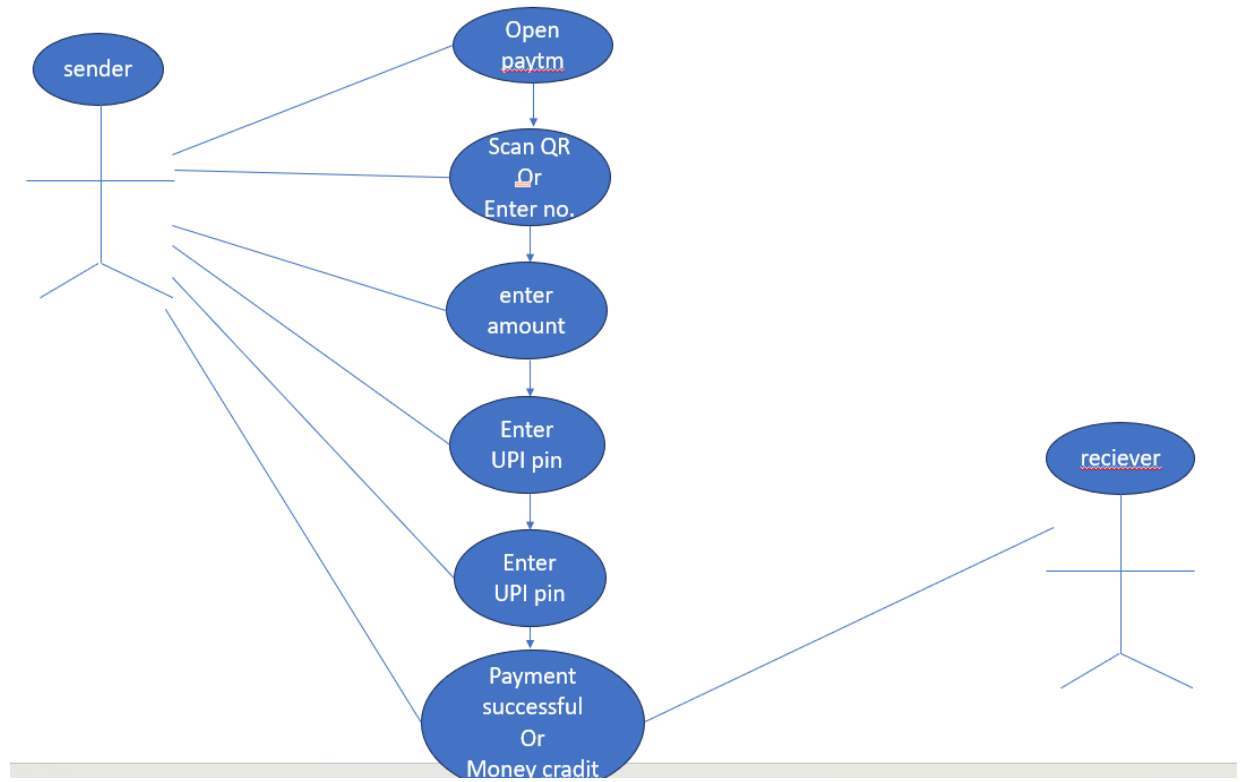 sender
Open
paytm
Scan QR
Or
Enter no.
enter
amount
Enter
UPI pin
Enter
UPI pin
Payment
successful
Or
Money cradit
reciever